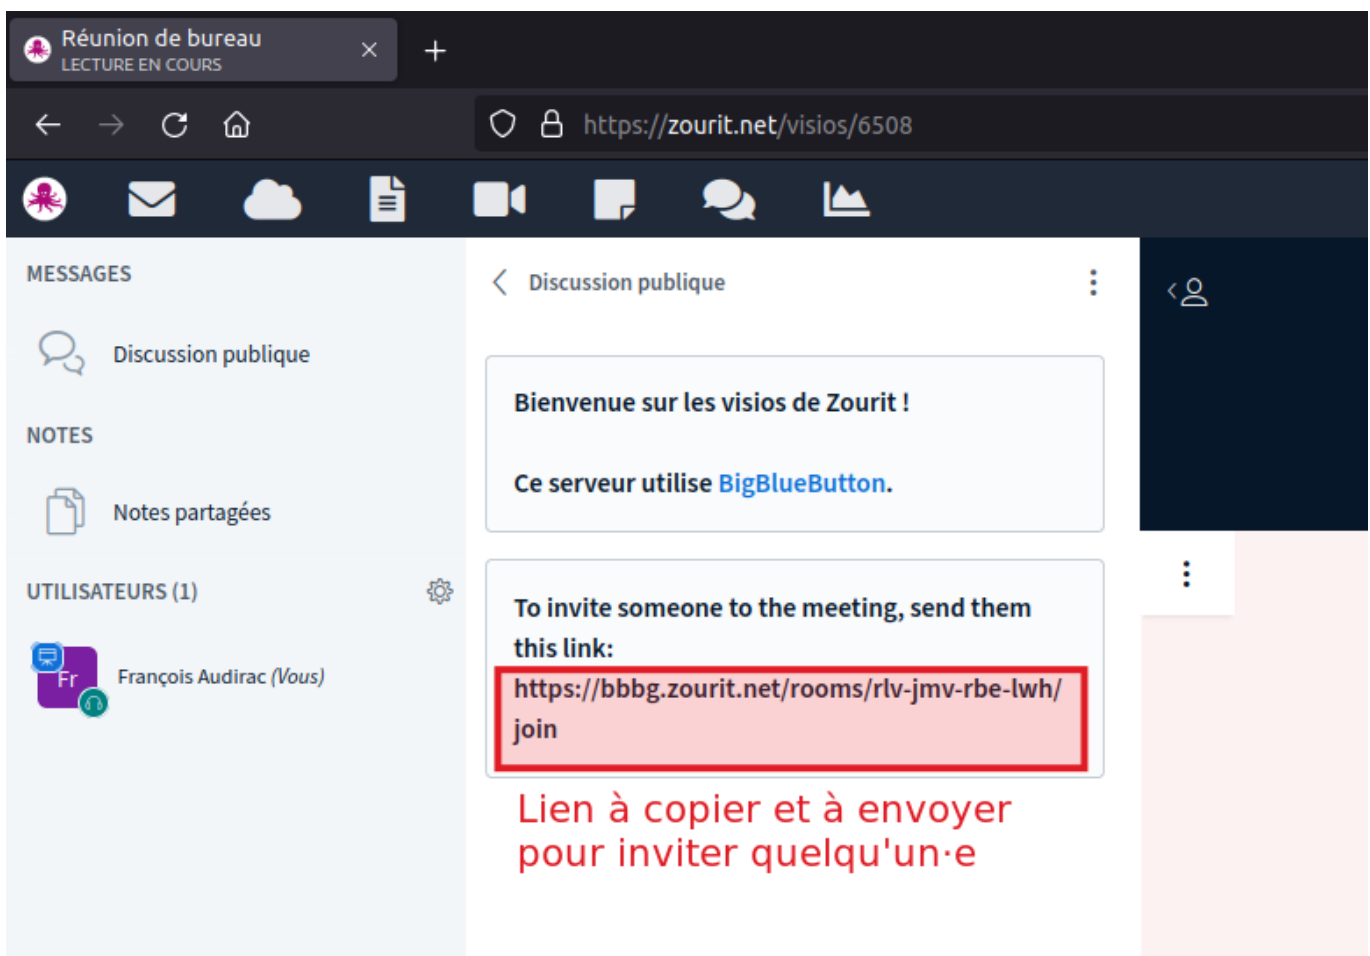 Réunion de bureau
LECTURE EN COURS
https://zourit.net/visios/6508
MESSAGES
Discussion publique
NOTES
Notes partagées
UTILISATEURS (1)
Fr
François Audirac (Vous)
Discussion publique
Bienvenue sur les visios de Zourit !
Ce serveur utilise BigBlueButton.
To invite someone to the meeting, send them
this link:
https://bbbg.zourit.net/rooms/rlv-jmv-rbe-lwh/
join
Lien à copier et à envoyer
pour inviter quelqu'un·e